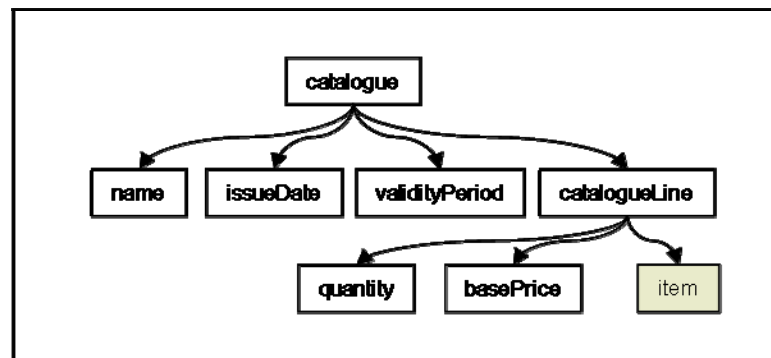 catalogue
name issueDate validityPeriod catalogueLine
quantity basePrice item